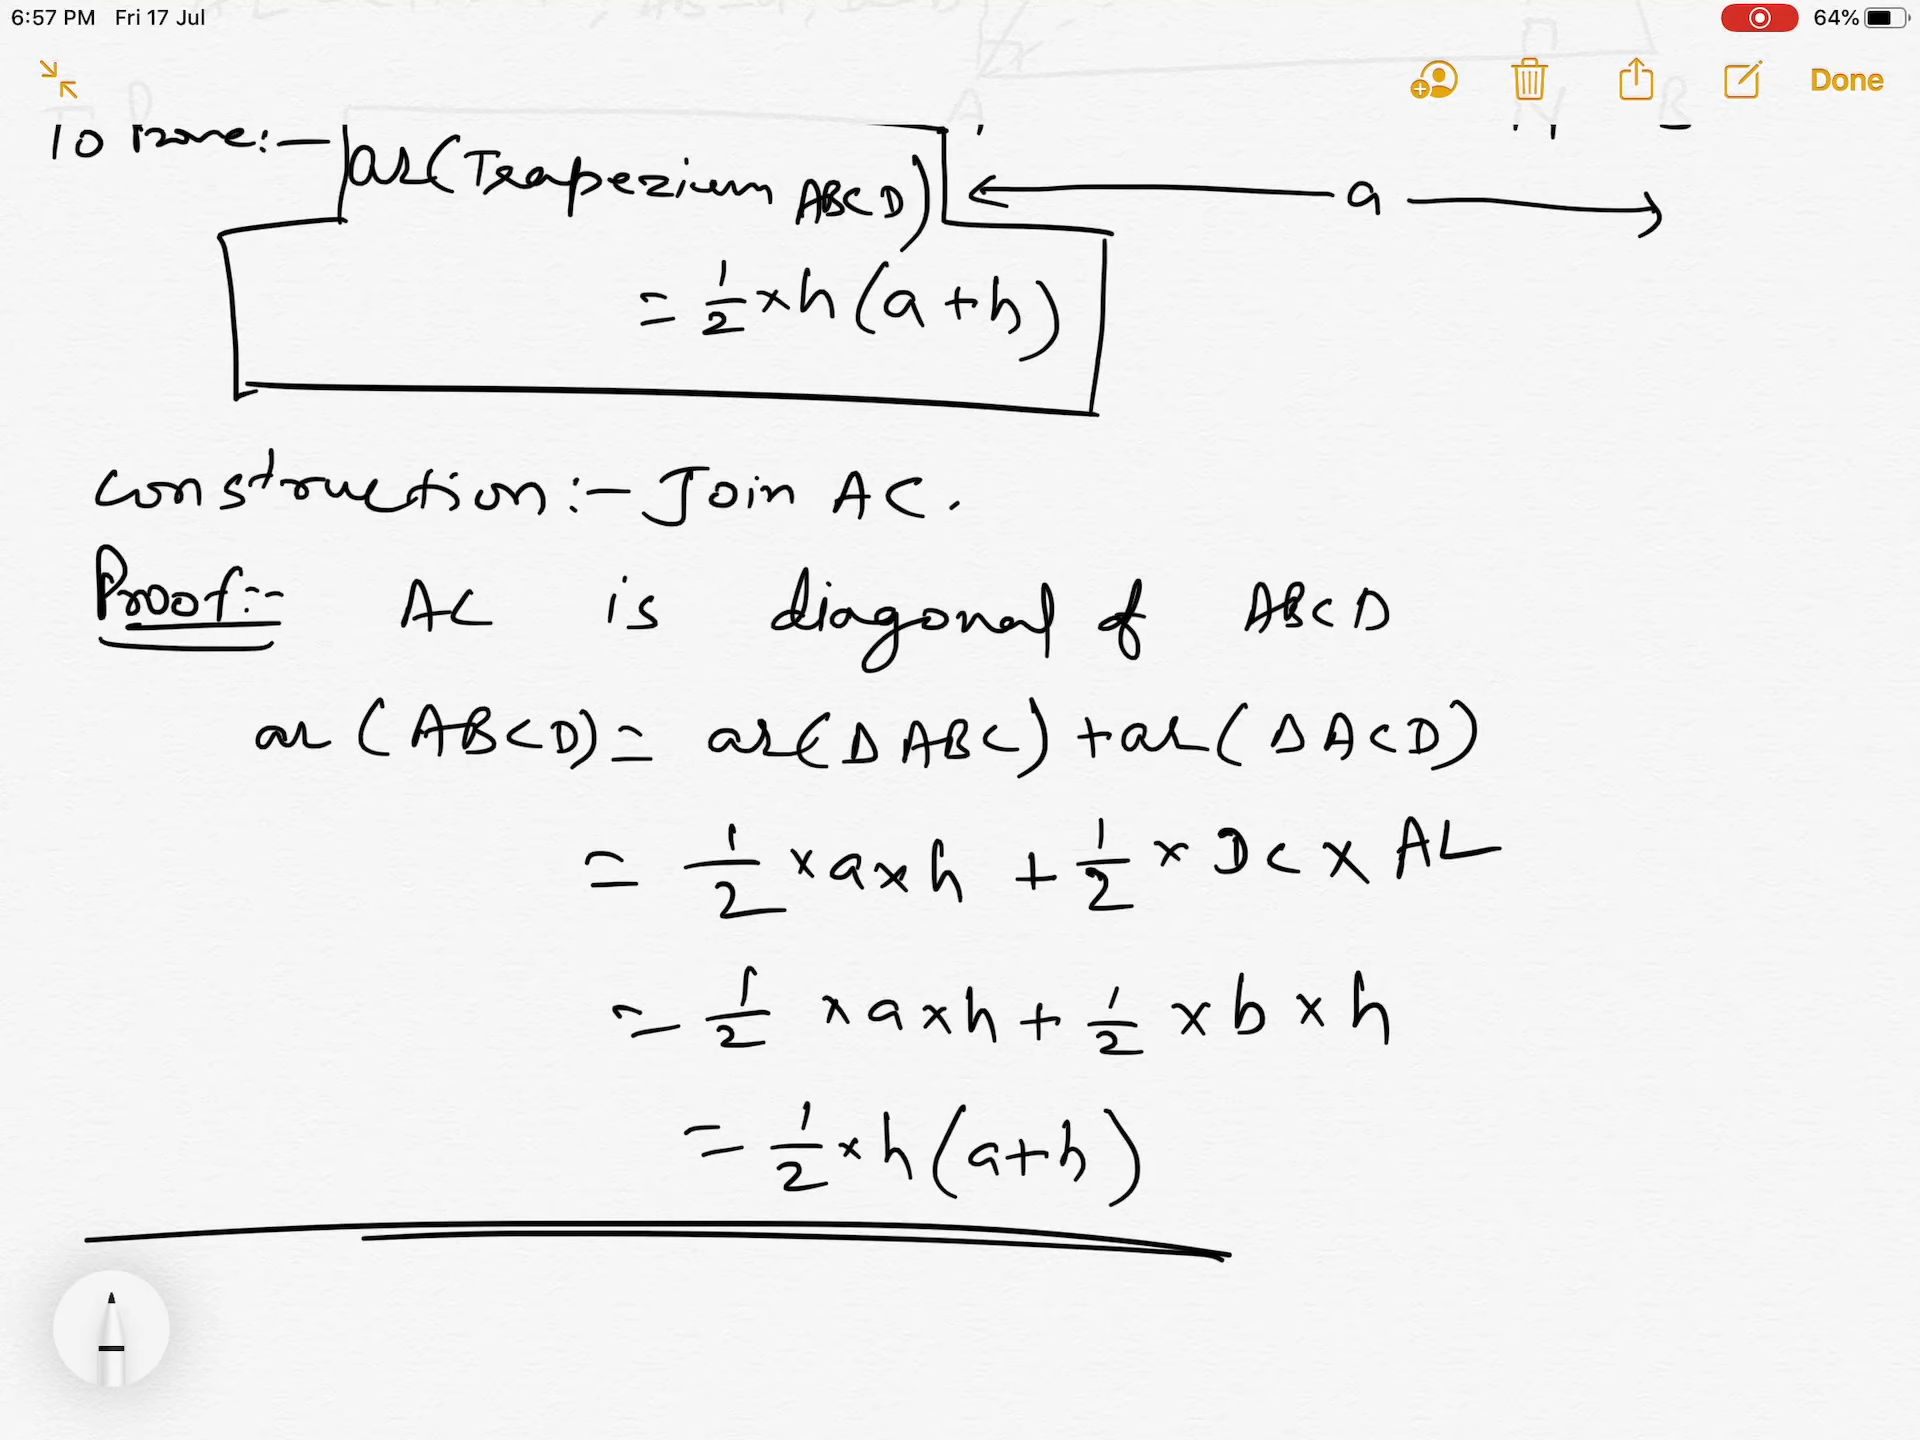 6:57 PM Fri 17 Jul 64%
Done
To Prove:- ar(Trapezium ABCD) a
= 1/2 × h (a + b)
construction:- Join AC.
Proof:- AC is diagonal of ABCD
ar (ABCD) = ar(Δ ABC) + ar(Δ ACD)
= 1/2 × a × h + 1/2 × DC × AL
= 1/2 × a × h + 1/2 × b × h
= 1/2 × h (a+b)